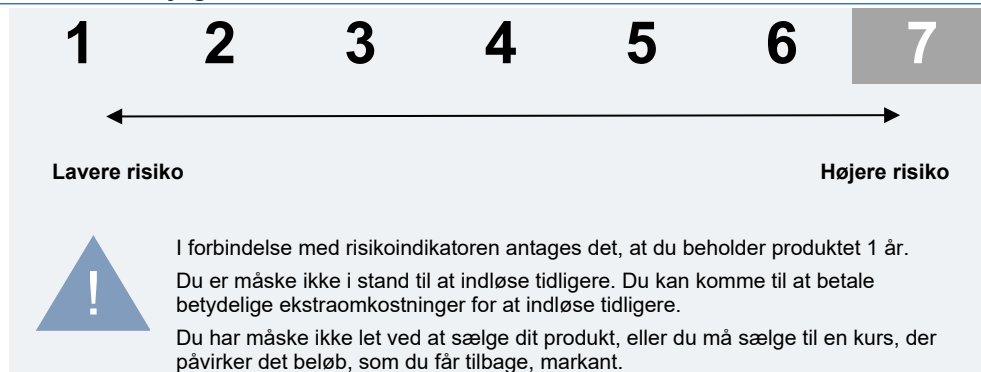 1 2 3 4 5 6 7
Lavere risiko Højere risiko
!
I forbindelse med risikoindikatoren antages det, at du beholder produktet 1 år.
Du er måske ikke i stand til at indløse tidligere. Du kan komme til at betale
betydelige ekstraomkostninger for at indløse tidligere.
Du har måske ikke let ved at sælge dit produkt, eller du må sælge til en kurs, der
påvirker det beløb, som du får tilbage, markant.